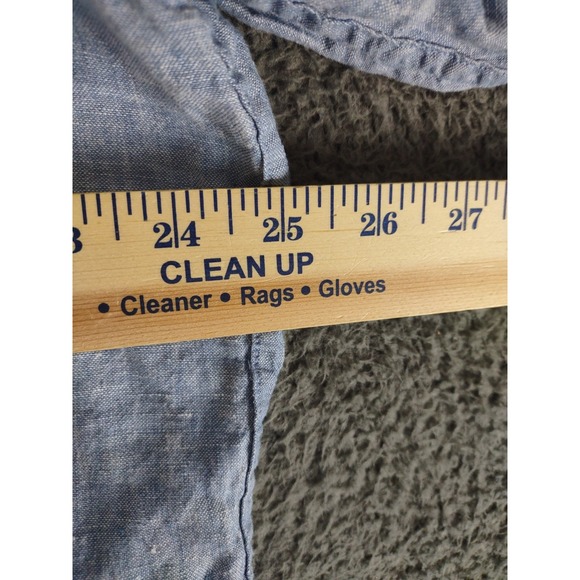 24 25 26 27
CLEAN UP
• Cleaner • Rags • Gloves